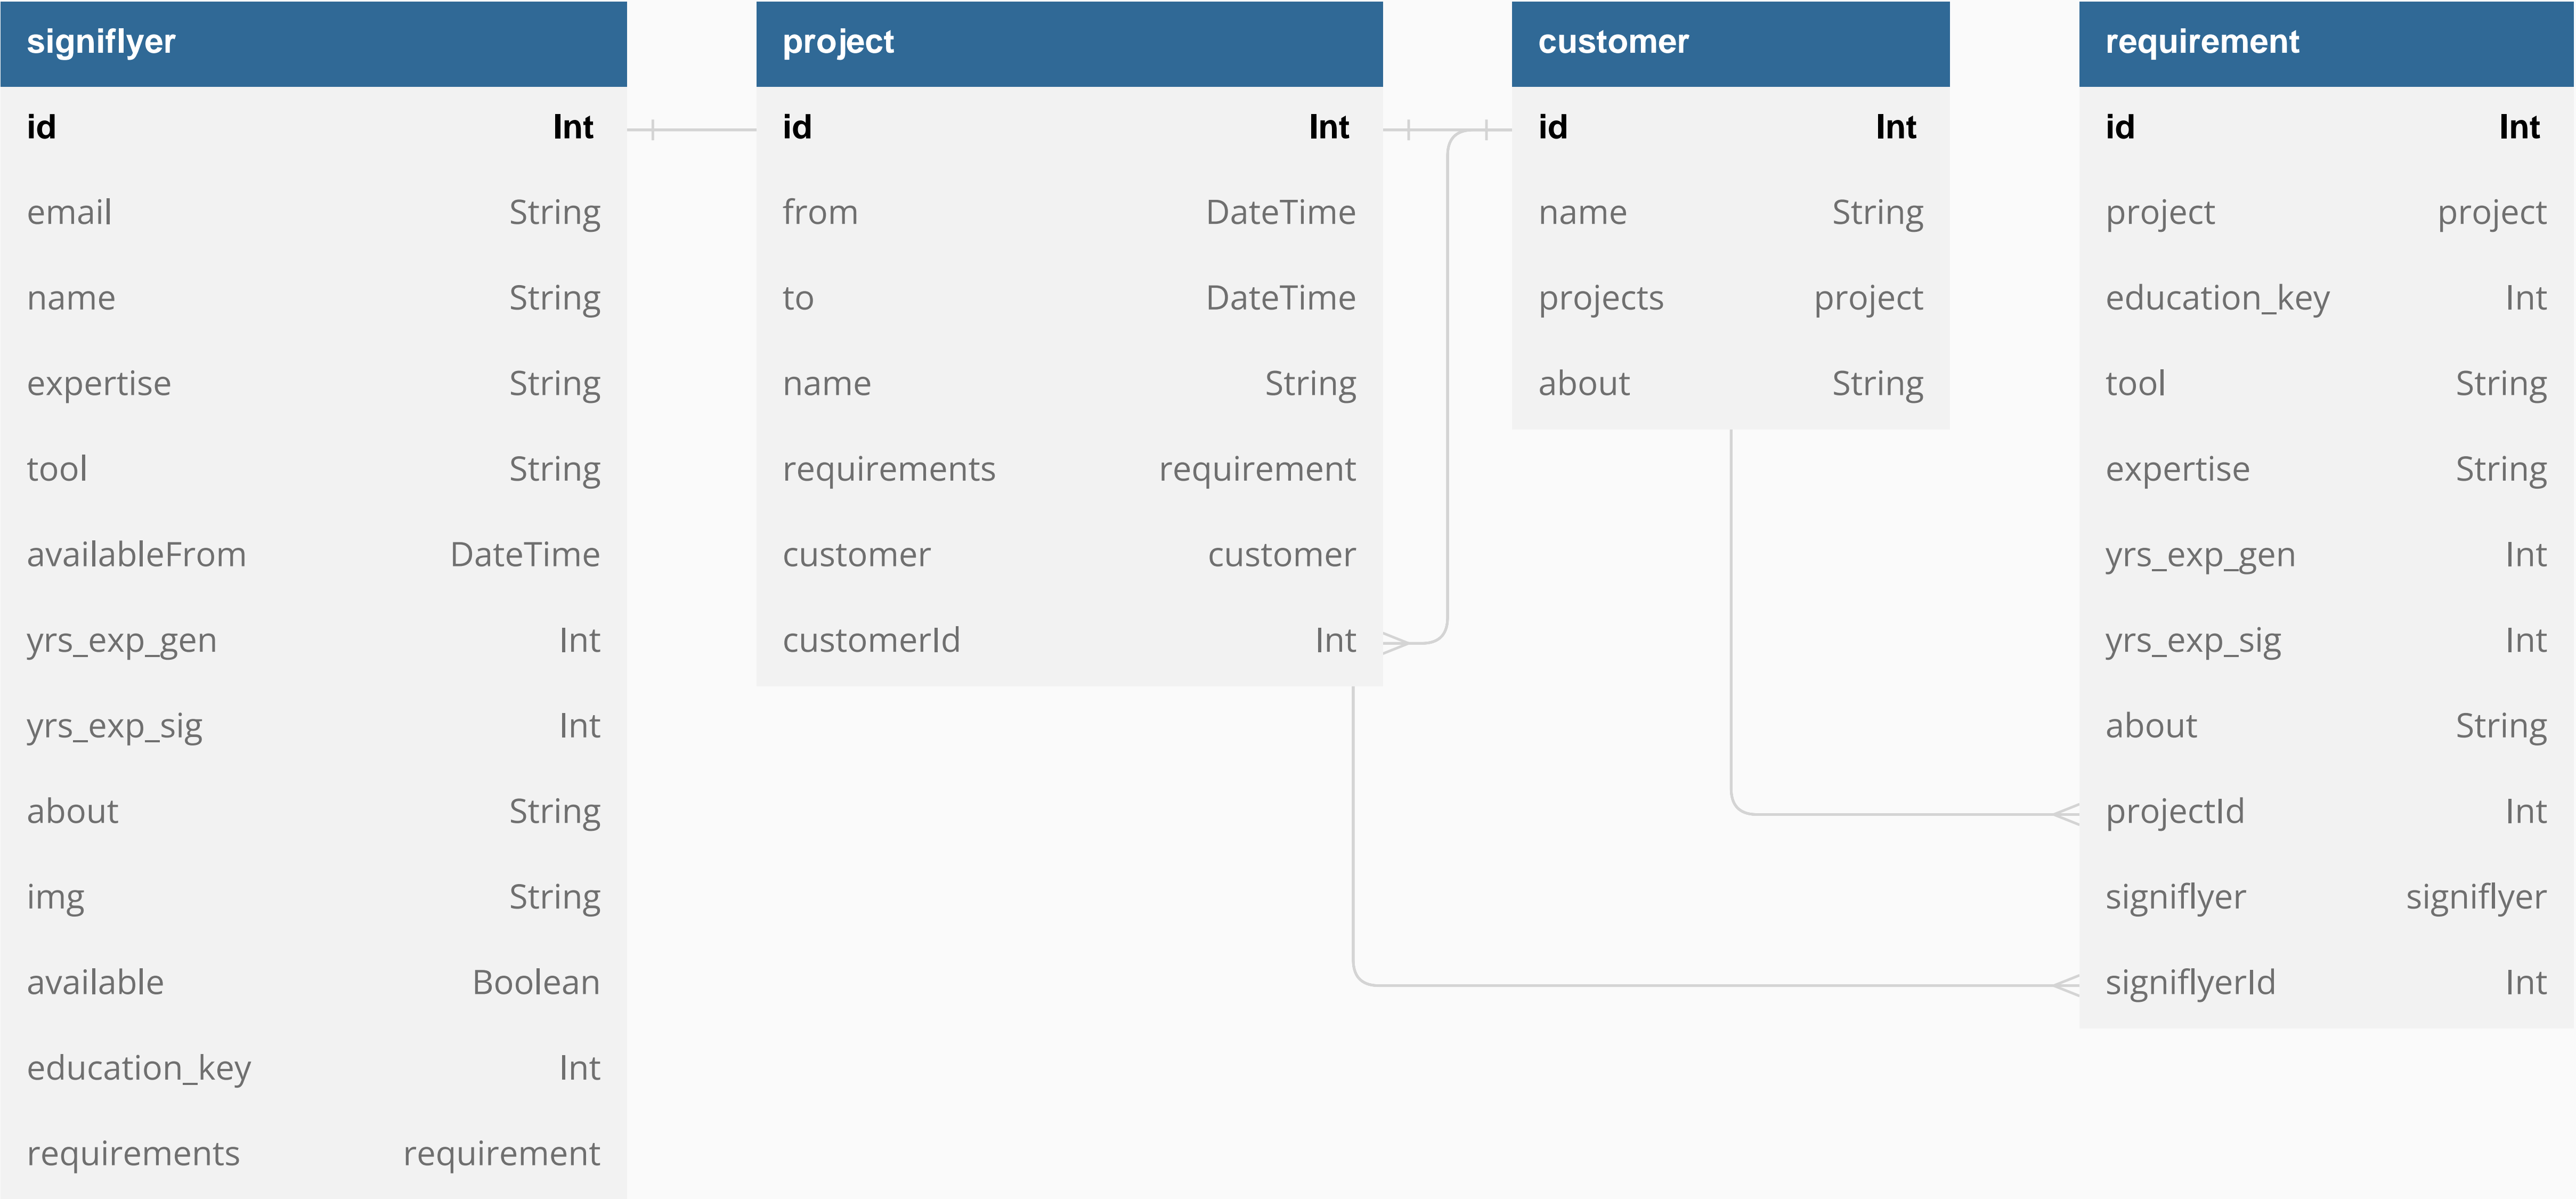 signiflyer
id Int
email String
name String
expertise String
tool String
availableFrom DateTime
yrs_exp_gen Int
yrs_exp_sig Int
about String
img String
available Boolean
education_key Int
requirements requirement
project
id Int
from DateTime
to DateTime
name String
requirements requirement
customer customer
customerId Int
customer
id Int
name String
projects project
about String
requirement
id Int
project project
education_key Int
tool String
expertise String
yrs_exp_gen Int
yrs_exp_sig Int
about String
projectId Int
signiflyer signiflyer
signiflyerId Int